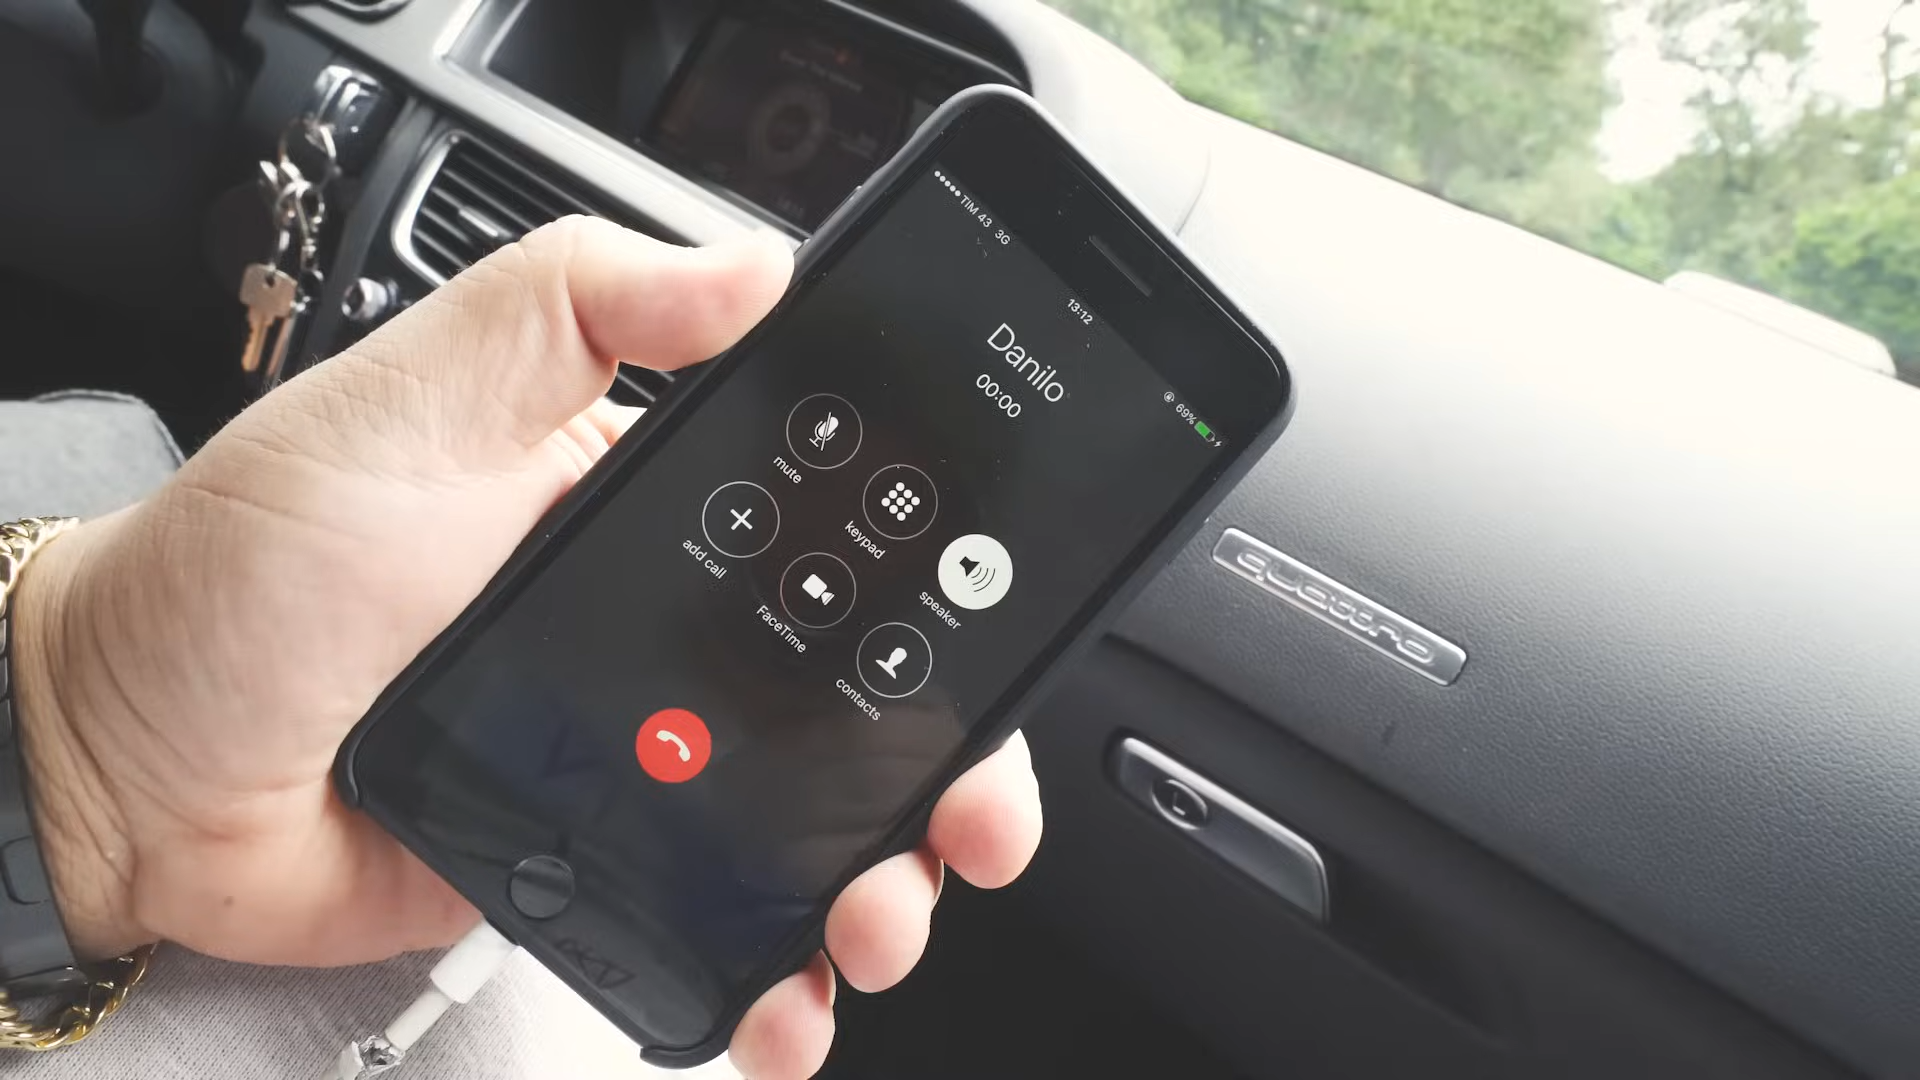 TIM 43 3G
13:12
69%
Danilo
00:00
mute
keypad
speaker
add call
FaceTime
contacts
quattro